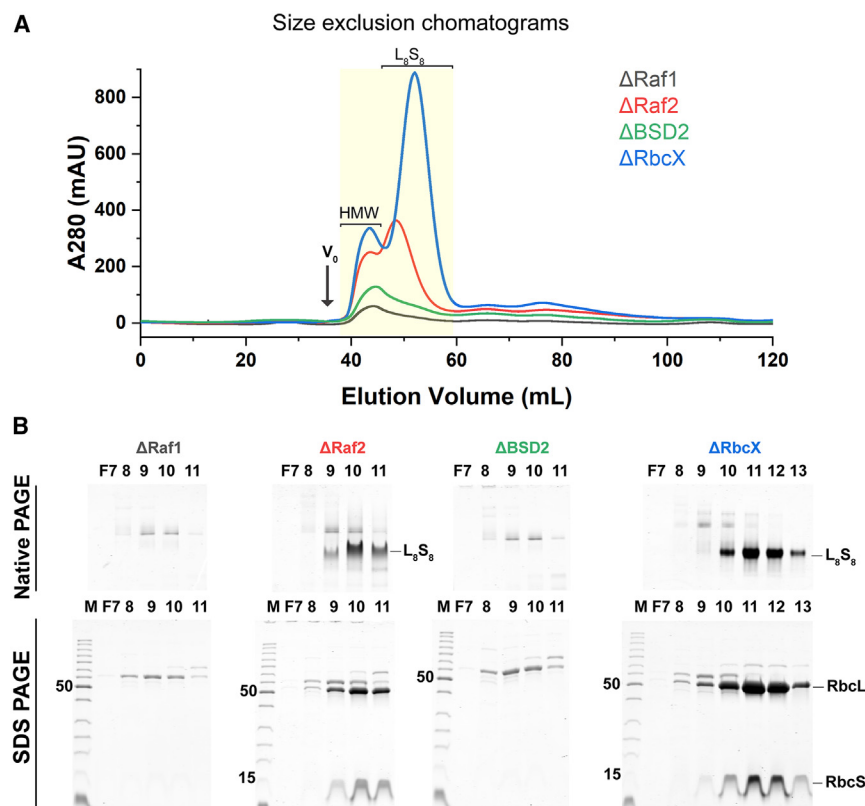 A
Size exclusion chomatograms
L₈S₈
ΔRaf1
ΔRaf2
ΔBSD2
ΔRbcX
HMW
V₀
A280 (mAU)
800
600
400
200
0
0 20 40 60 80 100 120
Elution Volume (mL)
B
ΔRaf1 ΔRaf2 ΔBSD2 ΔRbcX
F7 8 9 10 11 F7 8 9 10 11 F7 8 9 10 11 F7 8 9 10 11 12 13
Native PAGE
L₈S₈ L₈S₈
M F7 8 9 10 11 M F7 8 9 10 11 M F7 8 9 10 11 M F7 8 9 10 11 12 13
SDS PAGE
50 50 50 50 RbcL
15 15 RbcS